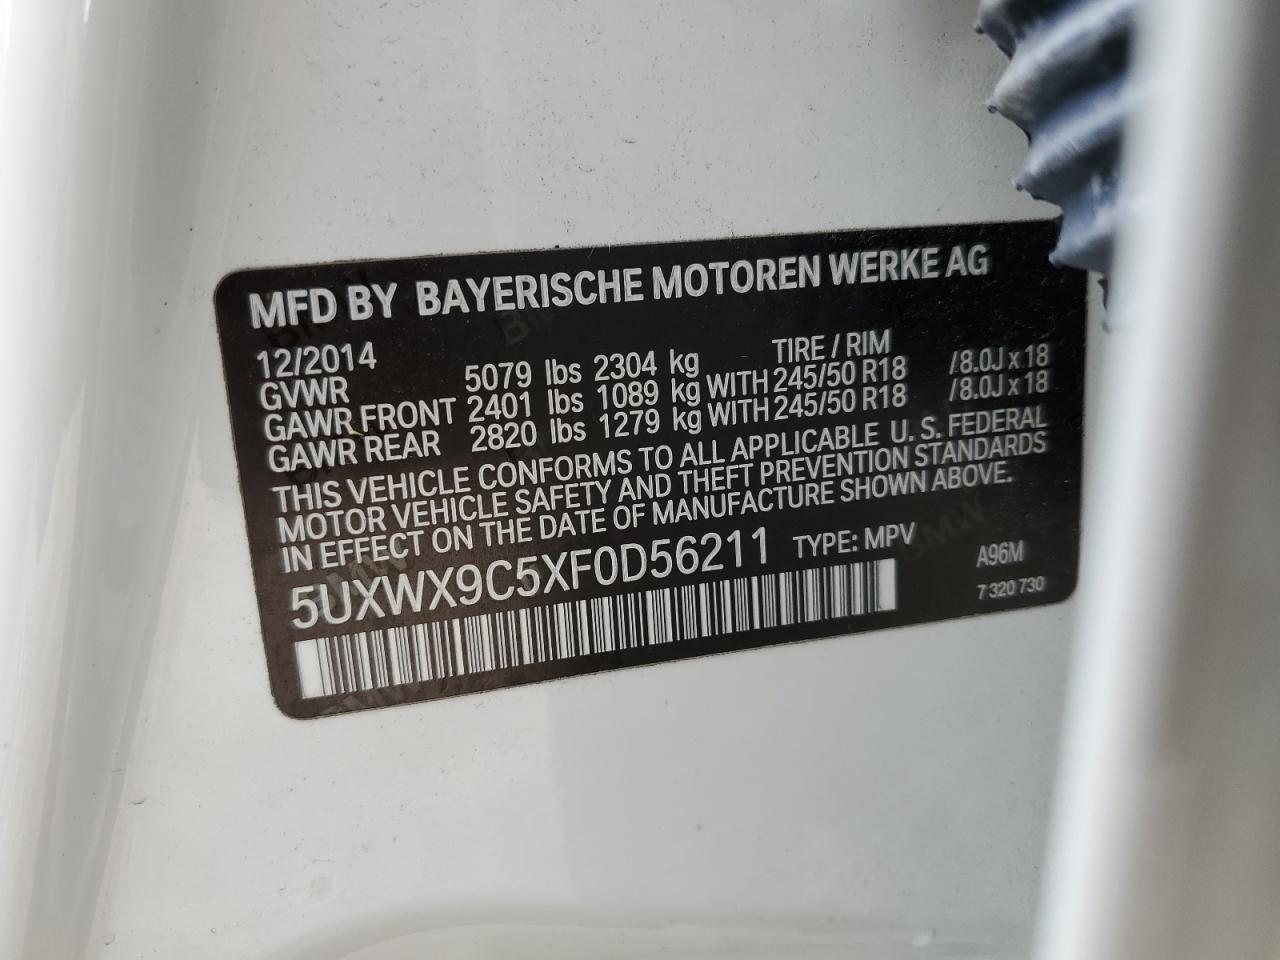 MFD BY BAYERISCHE MOTOREN WERKE AG
12/2014 TIRE / RIM
GVWR 5079 lbs 2304 kg
GAWR FRONT 2401 lbs 1089 kg WITH 245/50 R18 /8.0J x 18
GAWR REAR 2820 lbs 1279 kg WITH 245/50 R18 /8.0J x 18
THIS VEHICLE CONFORMS TO ALL APPLICABLE U. S. FEDERAL
MOTOR VEHICLE SAFETY AND THEFT PREVENTION STANDARDS
IN EFFECT ON THE DATE OF MANUFACTURE SHOWN ABOVE.
5UXWX9C5XF0D56211 TYPE: MPV
A96M
7 320 730